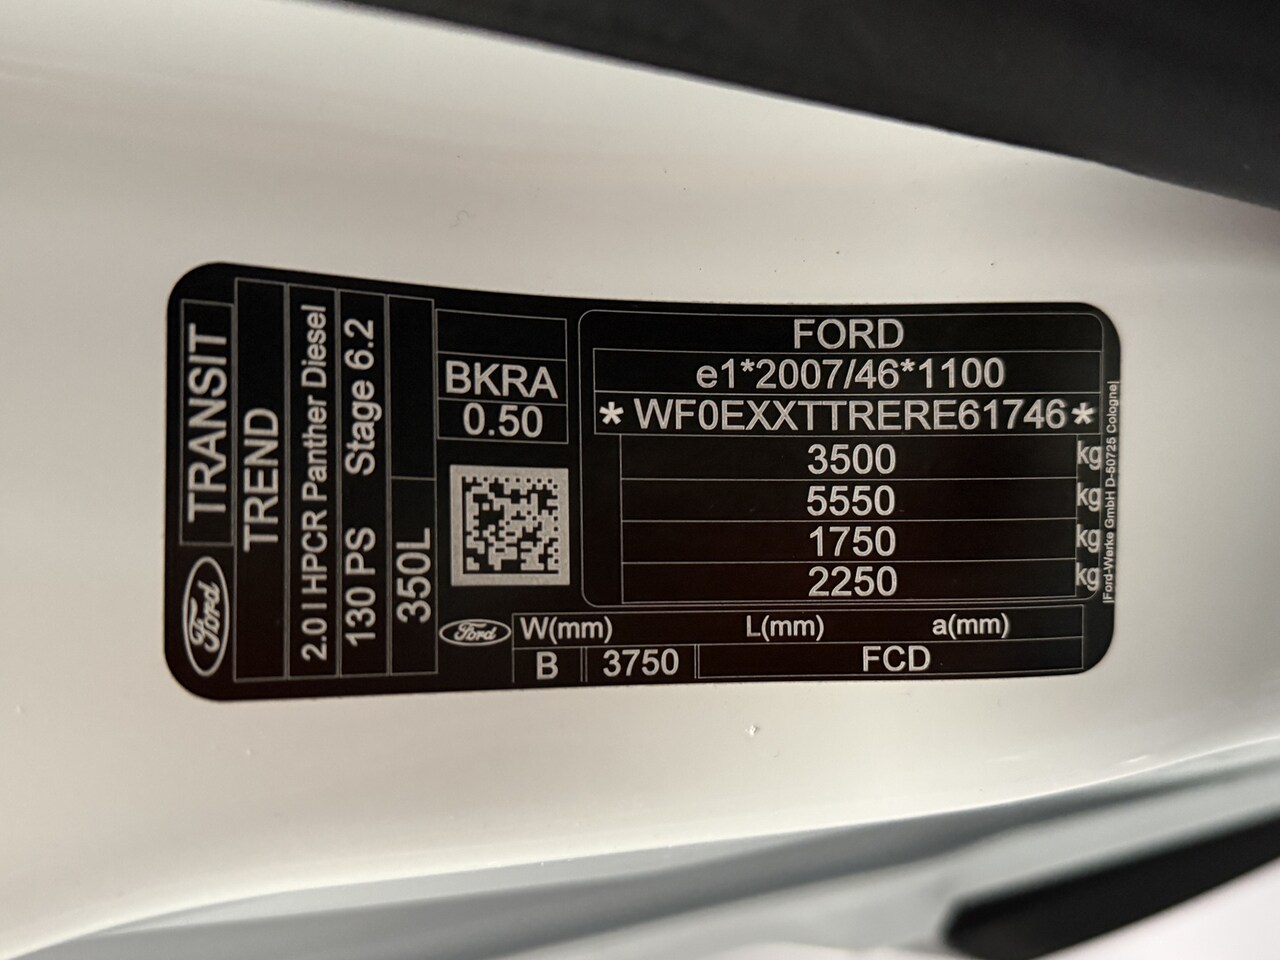 Ford TRANSIT
TREND
2.0 l HPCR Panther Diesel
130 PS Stage 6.2
350L
BKRA
0.50
FORD
e1*2007/46*1100
*WF0EXXTTRERE61746*
3500 kg
5550 kg
1750 kg
2250 kg
|Ford-Werke GmbH D-50725 Cologne|
Ford W(mm) L(mm) a(mm)
B 3750 FCD